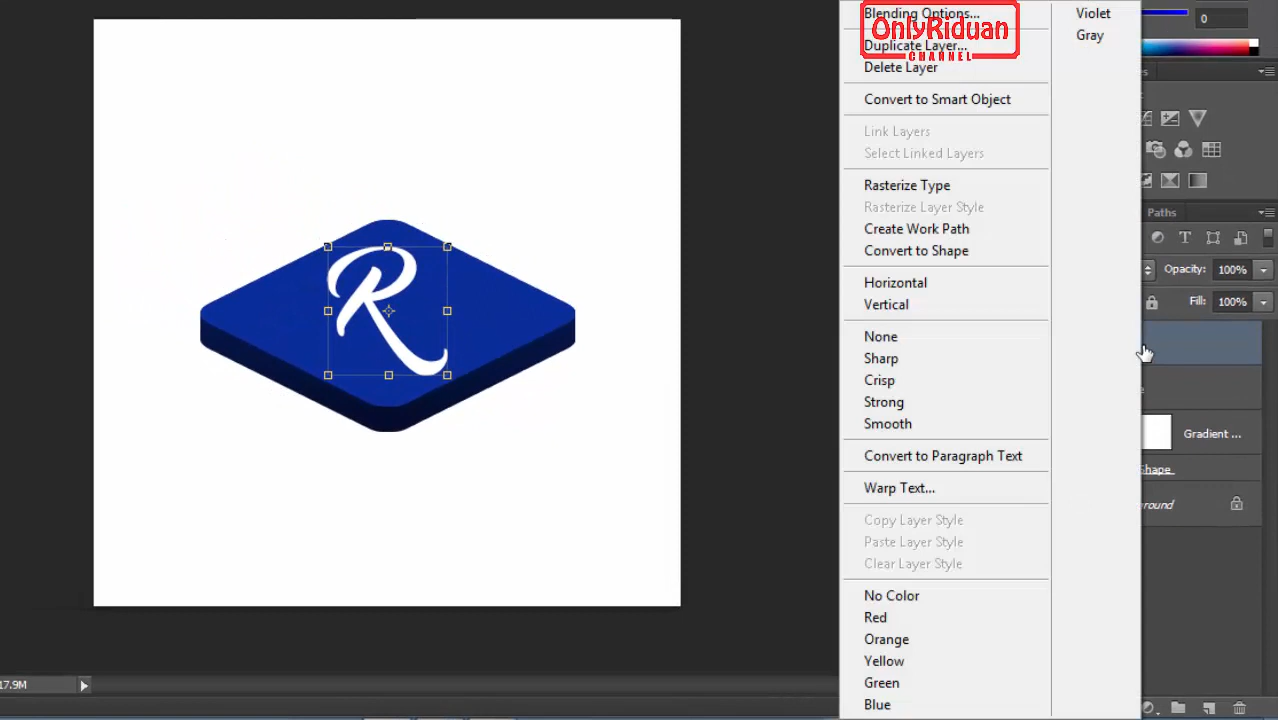 Blending Options...
OnlyRiduan
CHANNEL
Duplicate Layer...
Delete Layer
Convert to Smart Object
Link Layers
Select Linked Layers
Rasterize Type
Rasterize Layer Style
Create Work Path
Convert to Shape
Horizontal
Vertical
None
Sharp
Crisp
Strong
Smooth
Convert to Paragraph Text
Warp Text...
Copy Layer Style
Paste Layer Style
Clear Layer Style
No Color
Red
Orange
Yellow
Green
Blue
Violet
Gray
0
Paths
Opacity: 100%
Fill: 100%
Gradient ...
Shape
R
17.9M